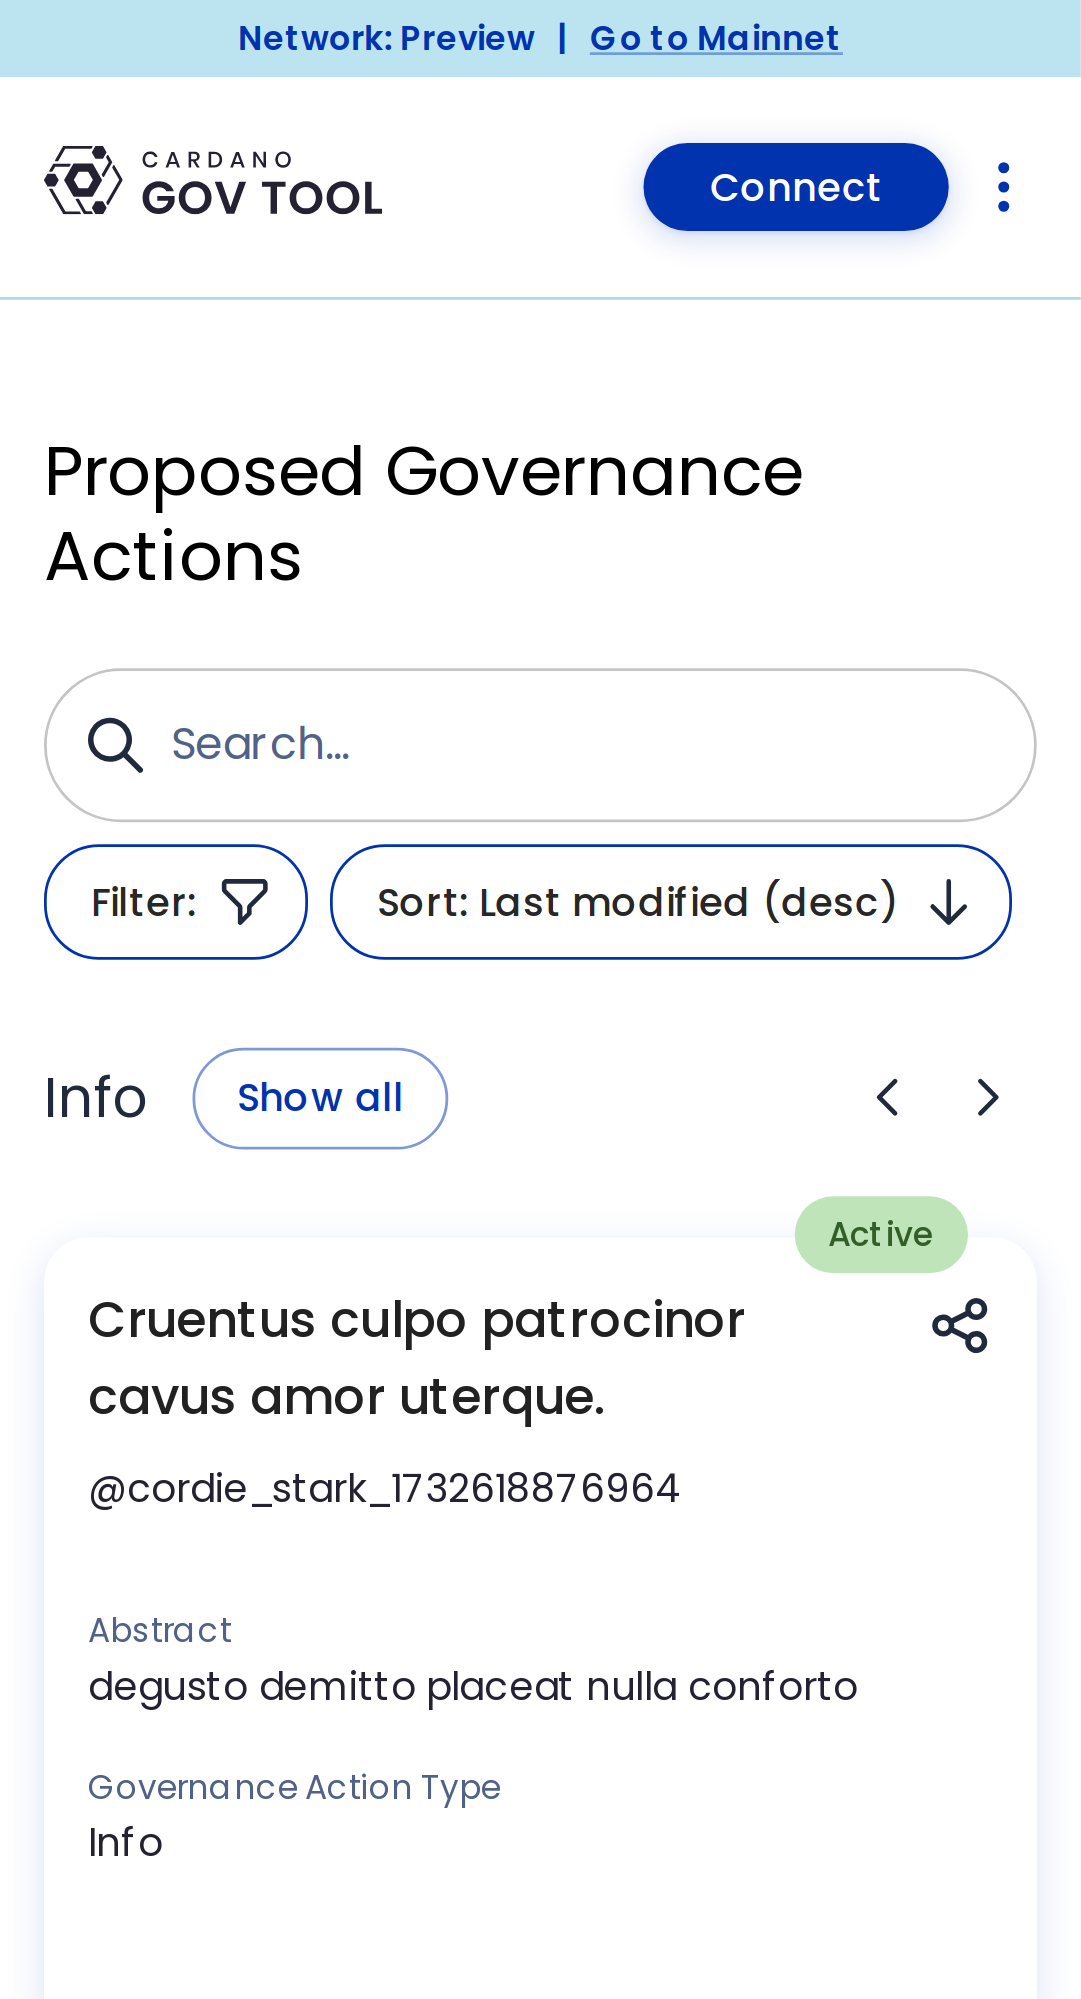 Network: Preview | Go to Mainnet
CARDANO
GOV TOOL
Connect
Proposed Governance
Actions
Search...
Filter:
Sort: Last modified (desc)
Info
Show all
Active
Cruentus culpo patrocinor
cavus amor uterque.
@cordie_stark_1732618876964
Abstract
degusto demitto placeat nulla conforto
Governance Action Type
Info